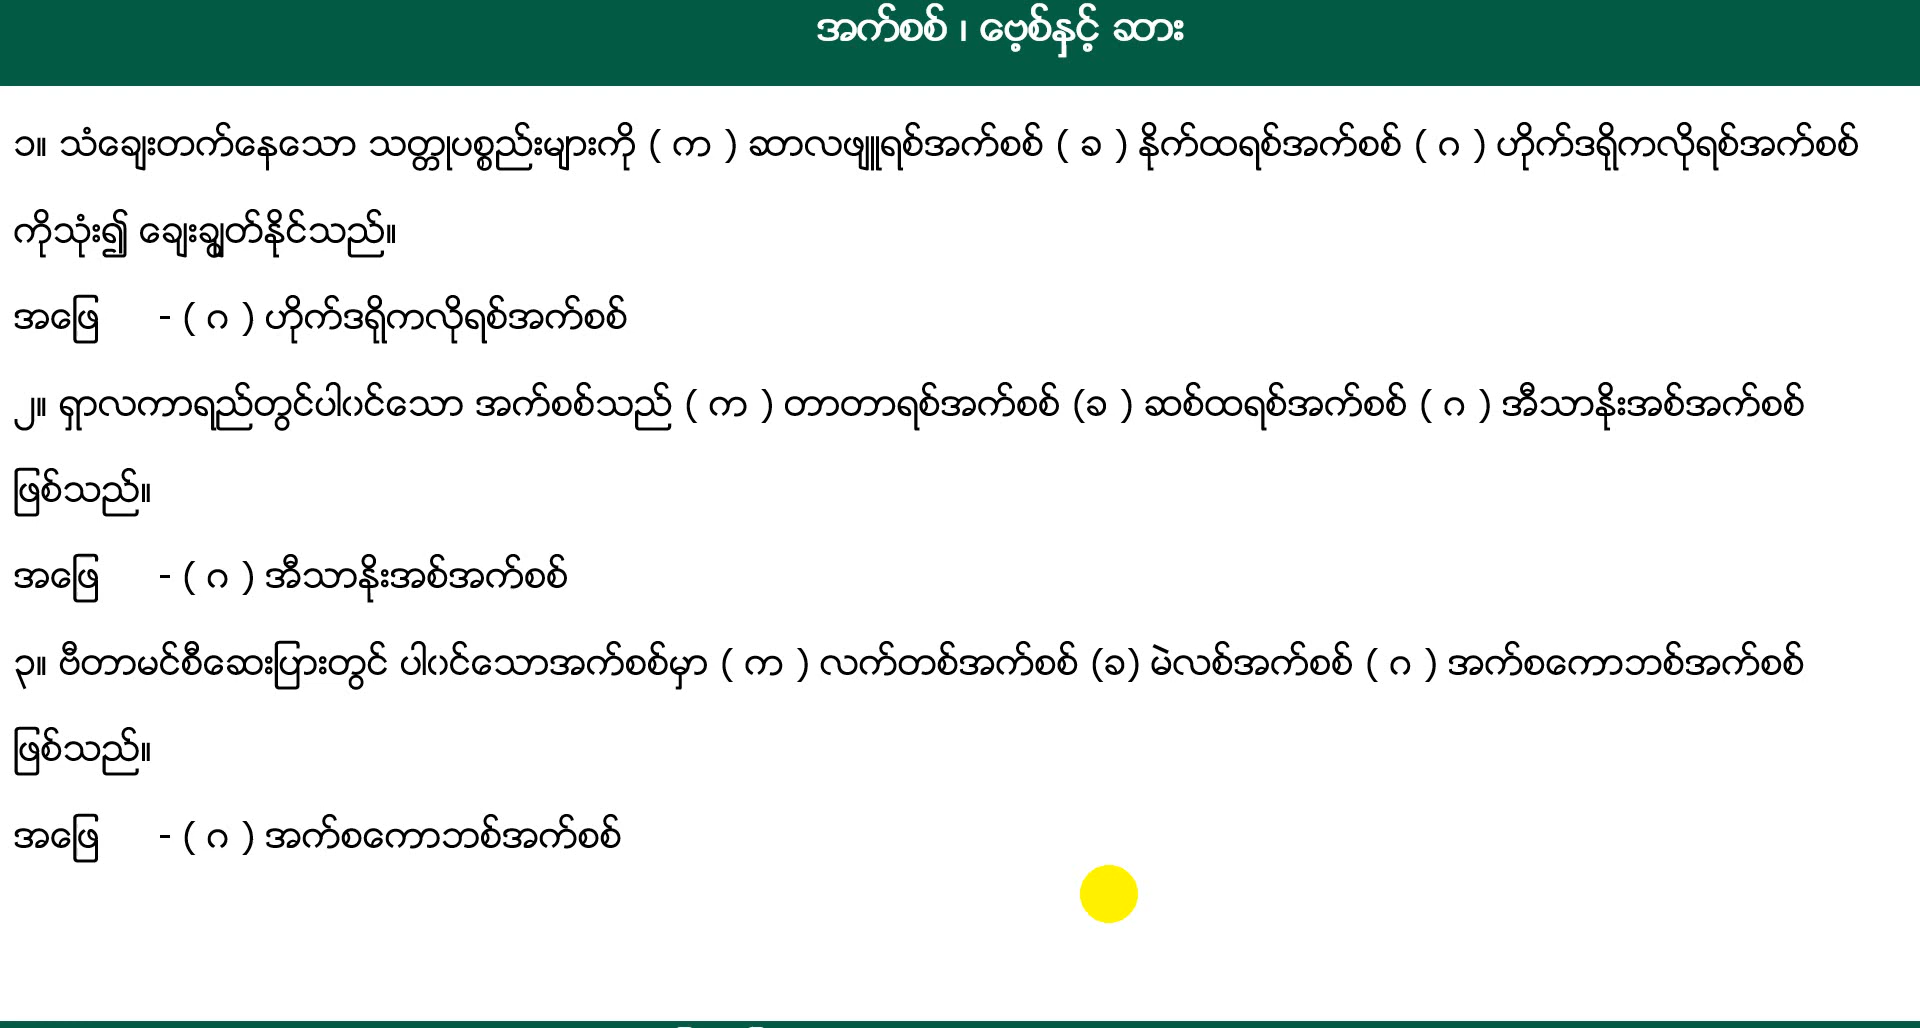 အက်စစ် ၊ ဗေ့စ်နှင့် ဆား
၁။ သံချေးတက်နေသော သတ္တုပစ္စည်းများကို ( က ) ဆာလဖျူရစ်အက်စစ် ( ခ ) နိုက်ထရစ်အက်စစ် ( ဂ ) ဟိုက်ဒရိုကလိုရစ်အက်စစ်
ကိုသုံး၍ ချေးချွတ်နိုင်သည်။
အဖြေ - ( ဂ ) ဟိုက်ဒရိုကလိုရစ်အက်စစ်
၂။ ရှာလကာရည်တွင်ပါဝင်သော အက်စစ်သည် ( က ) တာတာရစ်အက်စစ် (ခ ) ဆစ်ထရစ်အက်စစ် ( ဂ ) အီသာနိုးအစ်အက်စစ်
ဖြစ်သည်။
အဖြေ - ( ဂ ) အီသာနိုးအစ်အက်စစ်
၃။ ဗီတာမင်စီဆေးပြားတွင် ပါဝင်သောအက်စစ်မှာ ( က ) လက်တစ်အက်စစ် (ခ) မဲလစ်အက်စစ် ( ဂ ) အက်စကောဘစ်အက်စစ်
ဖြစ်သည်။
အဖြေ - ( ဂ ) အက်စကောဘစ်အက်စစ်